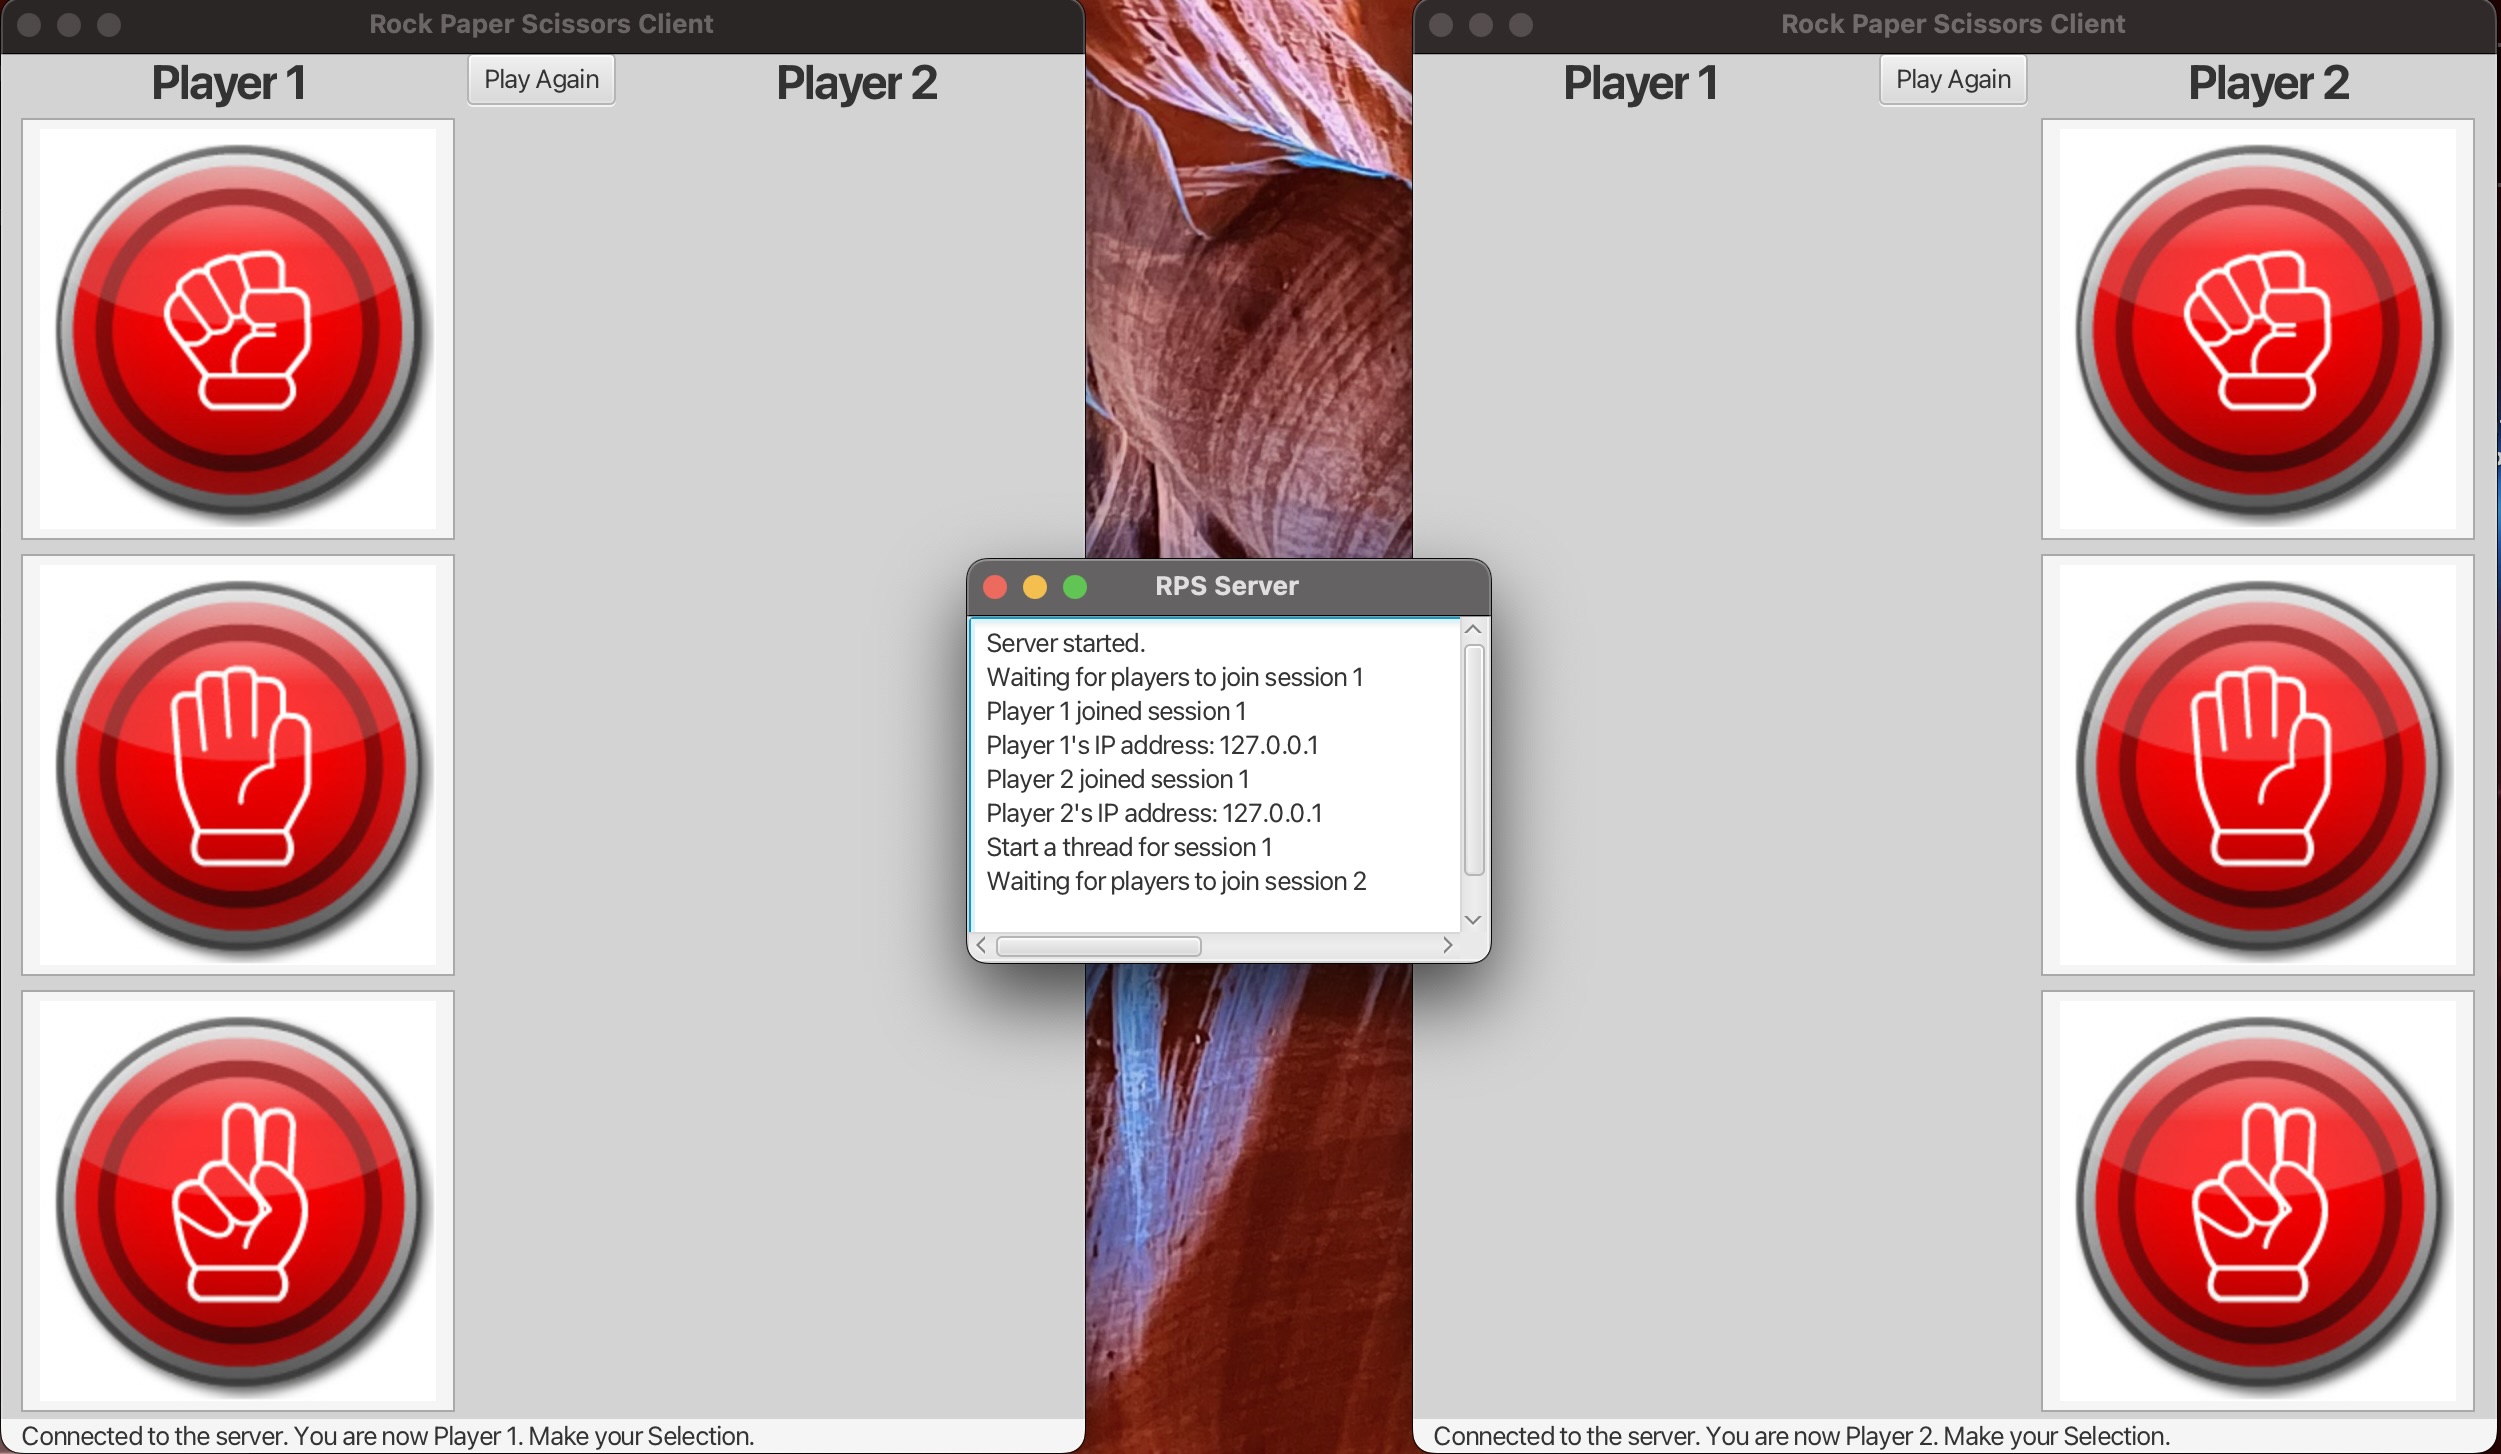 Rock Paper Scissors Client
Player 1
Play Again
Player 2
Connected to the server. You are now Player 1. Make your Selection.
RPS Server
Server started.
Waiting for players to join session 1
Player 1 joined session 1
Player 1's IP address: 127.0.0.1
Player 2 joined session 1
Player 2's IP address: 127.0.0.1
Start a thread for session 1
Waiting for players to join session 2
Rock Paper Scissors Client
Player 1
Play Again
Player 2
Connected to the server. You are now Player 2. Make your Selection.